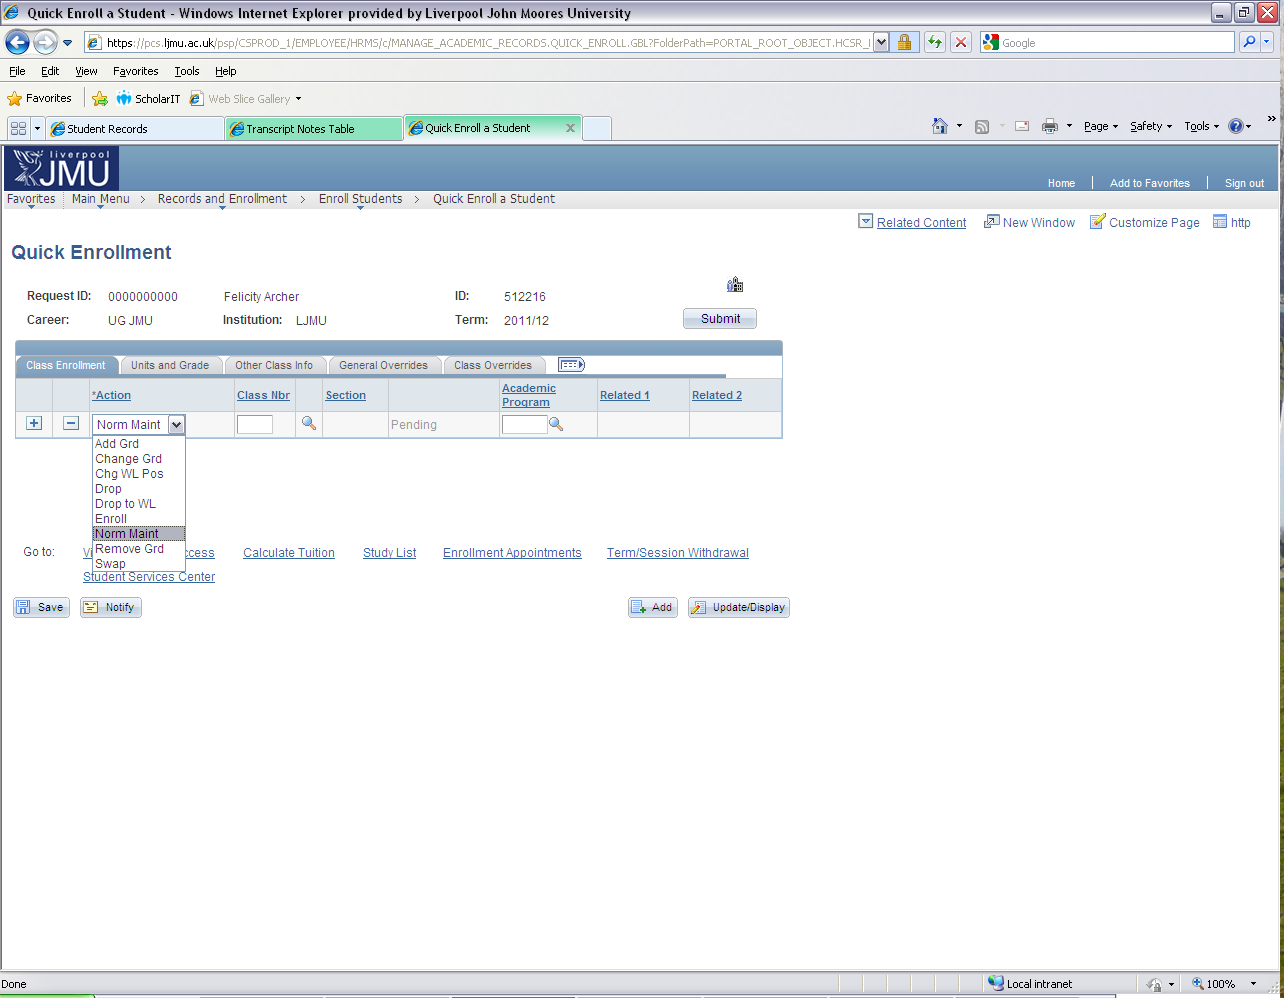 Quick Enroll a Student - Windows Internet Explorer provided by Liverpool John Moores University
https://pcs.ljmu.ac.uk/psp/CSPROD_1/EMPLOYEE/HRMS/c/MANAGE_ACADEMIC_RECORDS.QUICK_ENROLL.GBL?FolderPath=PORTAL_ROOT_OBJECT.HCSR_ Google
File Edit View Favorites Tools Help
Favorites ScholarIT Web Slice Gallery
Student Records Transcript Notes Table Quick Enroll a Student Page Safety Tools
liverpool
JMU
Home Add to Favorites Sign out
Favorites Main Menu > Records and Enrollment > Enroll Students > Quick Enroll a Student
Related Content New Window Customize Page http
Quick Enrollment
Request ID: 0000000000 Felicity Archer ID: 512216
Career: UG JMU Institution: LJMU Term: 2011/12 Submit
Class Enrollment Units and Grade Other Class Info General Overrides Class Overrides
*Action Class Nbr Section Academic Program Related 1 Related 2
Norm Maint Pending
Add Grd
Change Grd
Chg WL Pos
Drop
Drop to WL
Enroll
Norm Maint
Remove Grd
Swap
Go to: Calculate Tuition Study List Enrollment Appointments Term/Session Withdrawal
Student Services Center
Save Notify Add Update/Display
Done Local intranet 100%